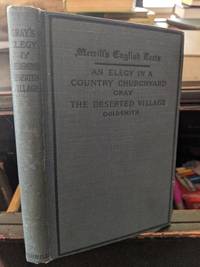 GRAY'S
ELEGY
DESERTED
VILLAGE
Merrill's English Texts
AN ELEGY IN A
COUNTRY CHURCHYARD
GRAY
THE DESERTED VILLAGE
GOLDSMITH